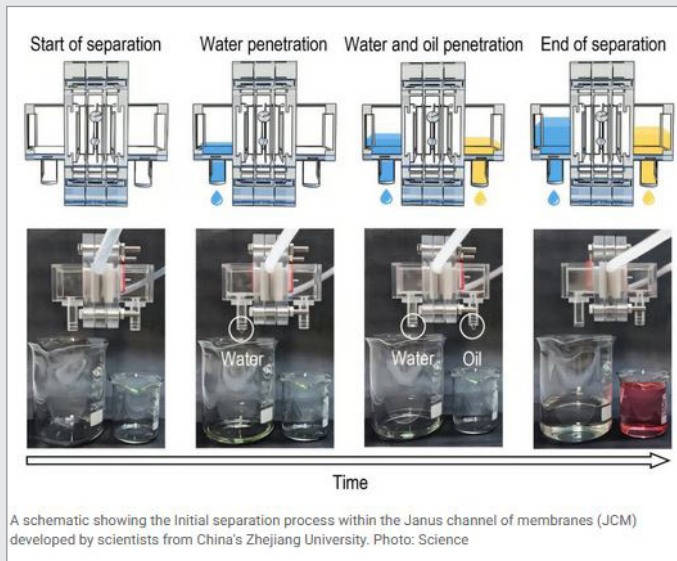 Start of separation
Water penetration
Water and oil penetration
End of separation
Water
Water
Oil
Time
A schematic showing the Initial separation process within the Janus channel of membranes (JCM)
developed by scientists from China's Zhejiang University. Photo: Science